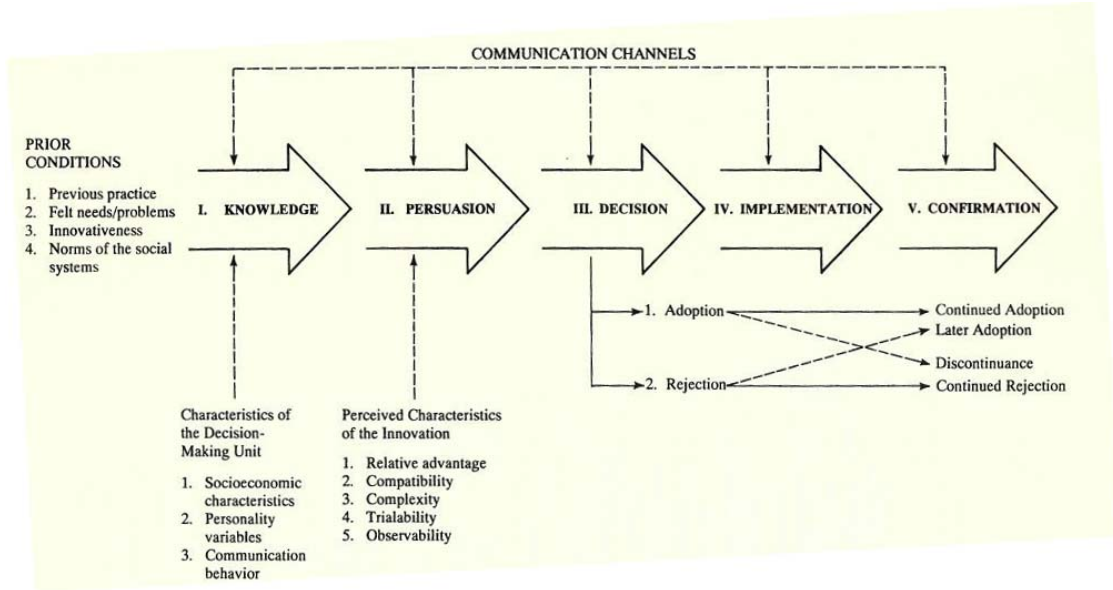 COMMUNICATION CHANNELS
PRIOR
CONDITIONS
1. Previous practice
2. Felt needs/problems
3. Innovativeness
4. Norms of the social
systems
I. KNOWLEDGE
II. PERSUASION
III. DECISION
IV. IMPLEMENTATION
V. CONFIRMATION
1. Adoption
2. Rejection
Continued Adoption
Later Adoption
Discontinuance
Continued Rejection
Characteristics of
the Decision-
Making Unit
1. Socioeconomic
characteristics
2. Personality
variables
3. Communication
behavior
Perceived Characteristics
of the Innovation
1. Relative advantage
2. Compatibility
3. Complexity
4. Trialability
5. Observability